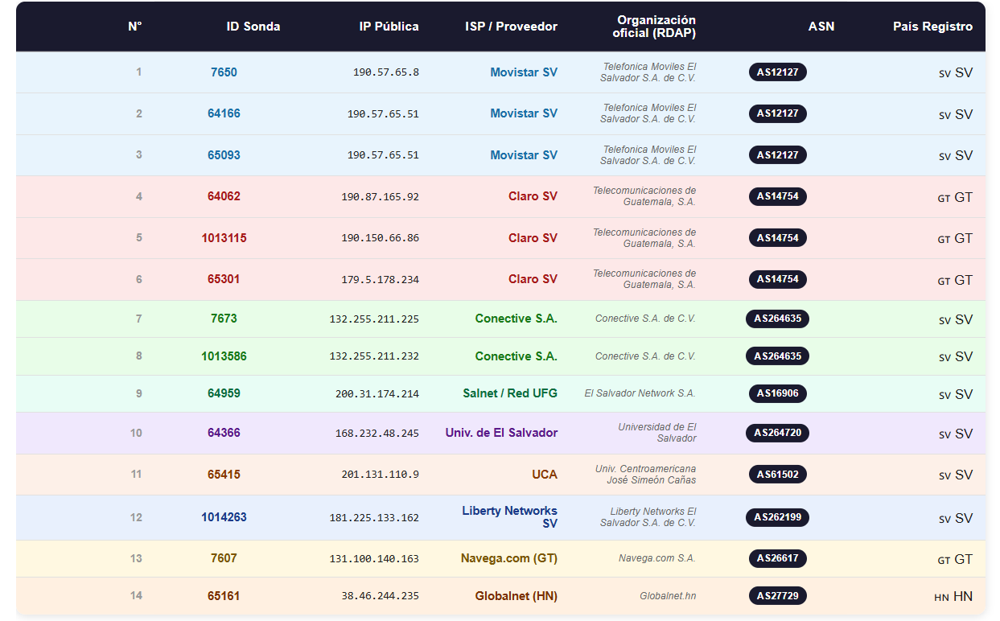 N° ID Sonda IP Pública ISP / Proveedor Organización oficial (RDAP) ASN País Registro
1 7650 190.57.65.8 Movistar SV Telefonica Moviles El Salvador S.A. de C.V. AS12127 SV SV
2 64166 190.57.65.51 Movistar SV Telefonica Moviles El Salvador S.A. de C.V. AS12127 SV SV
3 65093 190.57.65.51 Movistar SV Telefonica Moviles El Salvador S.A. de C.V. AS12127 SV SV
4 64062 190.87.165.92 Claro SV Telecomunicaciones de Guatemala, S.A. AS14754 GT GT
5 1013115 190.150.66.86 Claro SV Telecomunicaciones de Guatemala, S.A. AS14754 GT GT
6 65301 179.5.178.234 Claro SV Telecomunicaciones de Guatemala, S.A. AS14754 GT GT
7 7673 132.255.211.225 Conective S.A. Conective S.A. de C.V. AS264635 SV SV
8 1013586 132.255.211.232 Conective S.A. Conective S.A. de C.V. AS264635 SV SV
9 64959 200.31.174.214 Salnet / Red UFG El Salvador Network S.A. AS16906 SV SV
10 64366 168.232.48.245 Univ. de El Salvador Universidad de El Salvador AS264720 SV SV
11 65415 201.131.110.9 UCA Univ. Centroamericana José Simeón Cañas AS61502 SV SV
12 1014263 181.225.133.162 Liberty Networks SV Liberty Networks El Salvador S.A. de C.V. AS262199 SV SV
13 7607 131.100.140.163 Navega.com (GT) Navega.com S.A. AS26617 GT GT
14 65161 38.46.244.235 Globalnet (HN) Globalnet.hn AS27729 HN HN